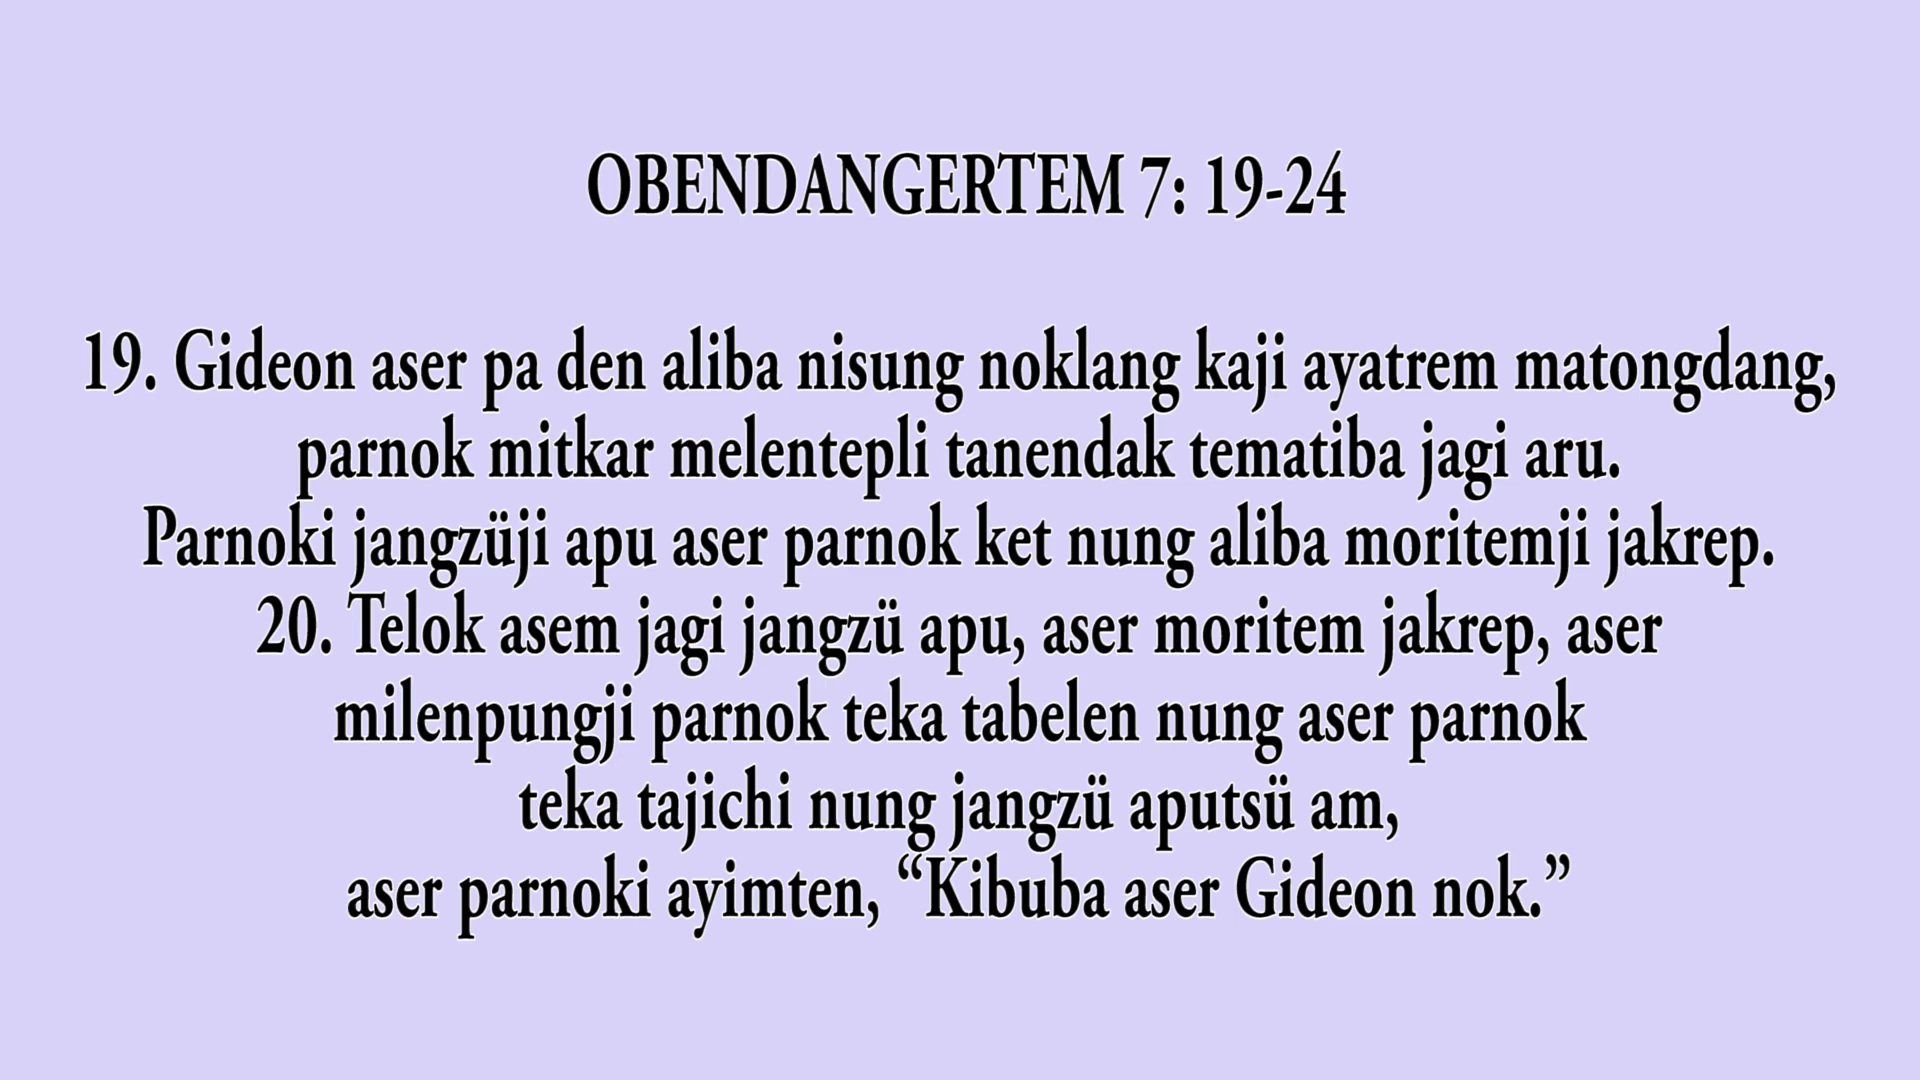 OBENDANGERTEM 7: 19-24
19. Gideon aser pa den aliba nisung noklang kaji ayatrem matongdang,
parnok mitkar melentepli tanendak tematiba jagi aru.
Parnoki jangzüji apu aser parnok ket nung aliba moritemji jakrep.
20. Telok asem jagi jangzü apu, aser moritem jakrep, aser
milenpungji parnok teka tabelen nung aser parnok
teka tajichi nung jangzü aputsü am,
aser parnoki ayimten, “Kibuba aser Gideon nok.”